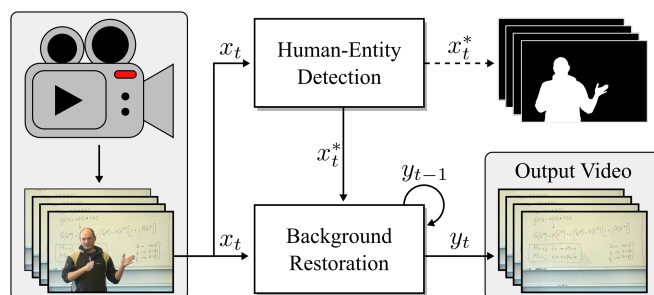 x_t
Human-Entity
Detection
x_t^*
x_t^*
y_{t-1}
Output Video
x_t
Background
Restoration
y_t